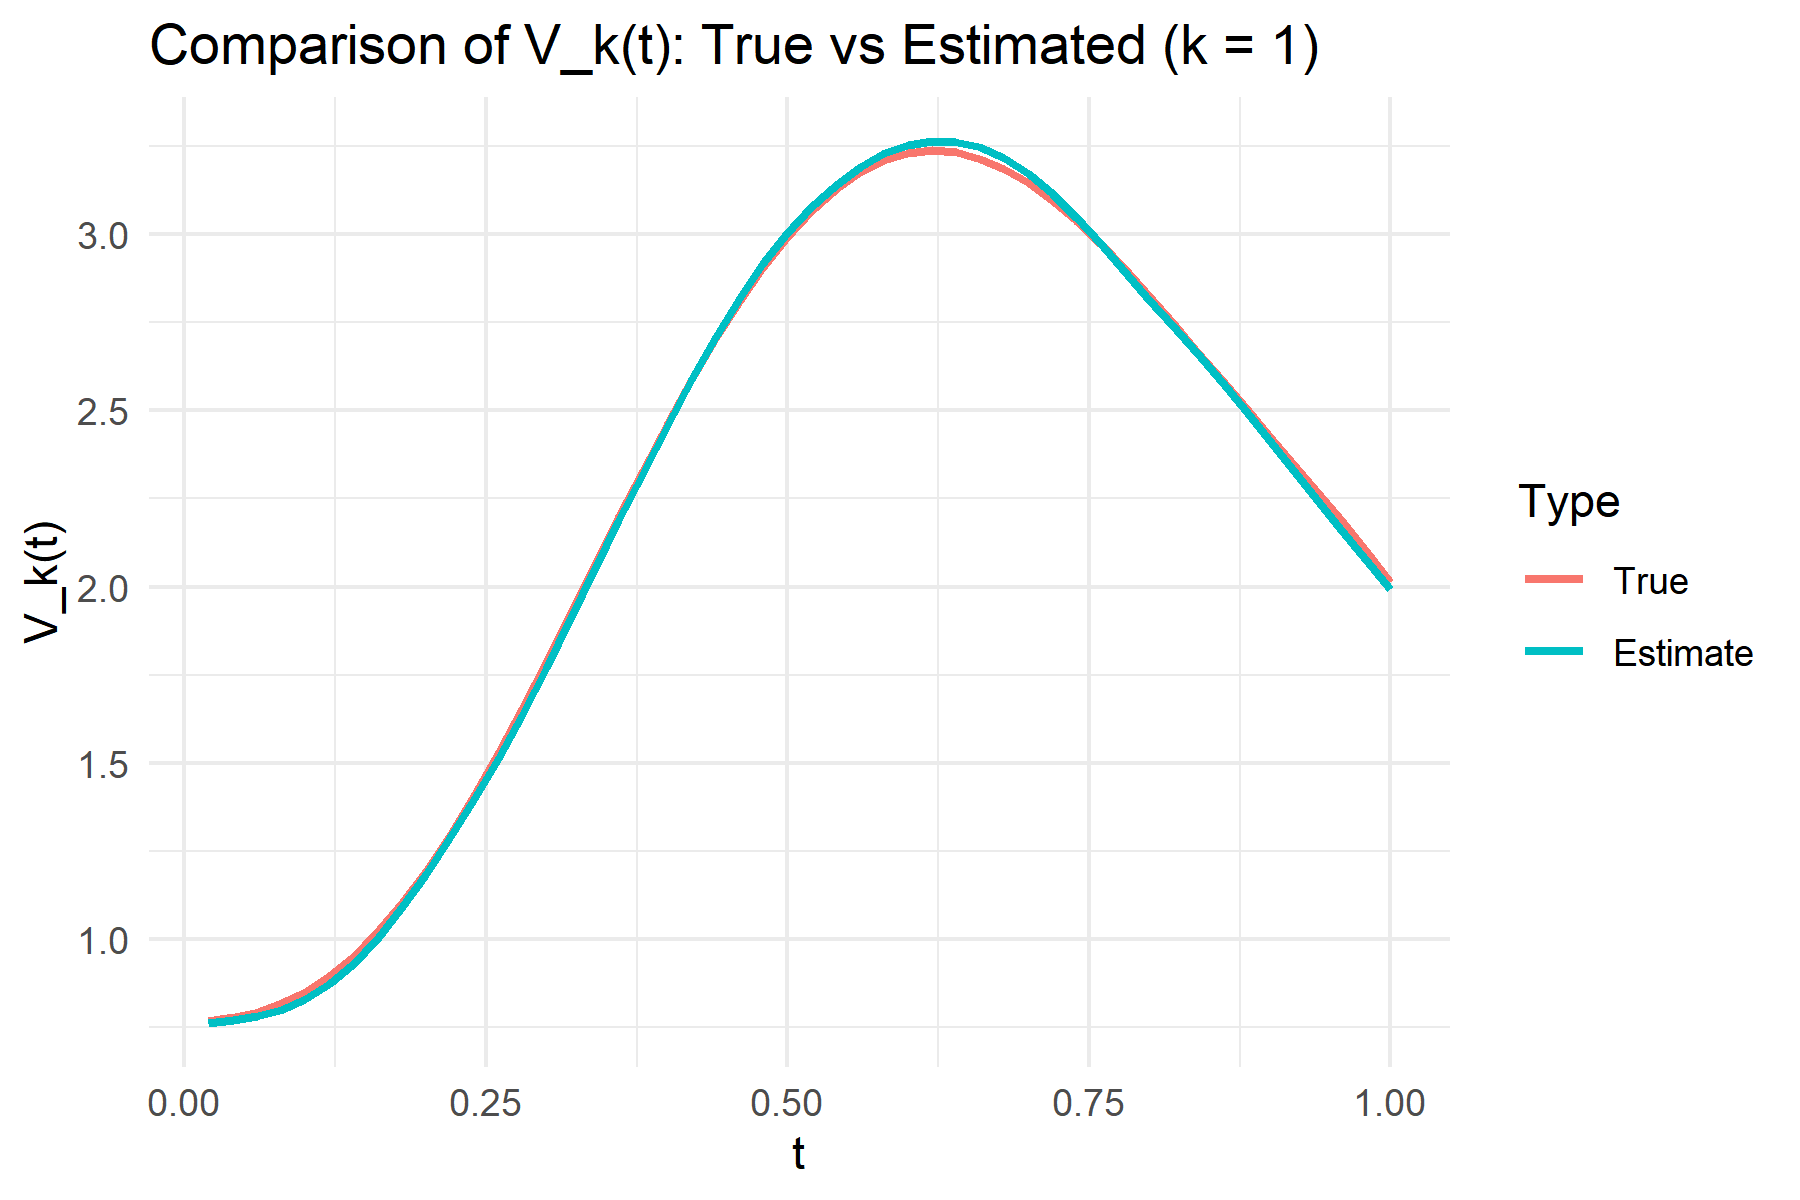 Comparison of V_k(t): True vs Estimated (k = 1)
V_k(t)
3.0
2.5
2.0
1.5
1.0
0.00 0.25 0.50 0.75 1.00
t
Type
True
Estimate